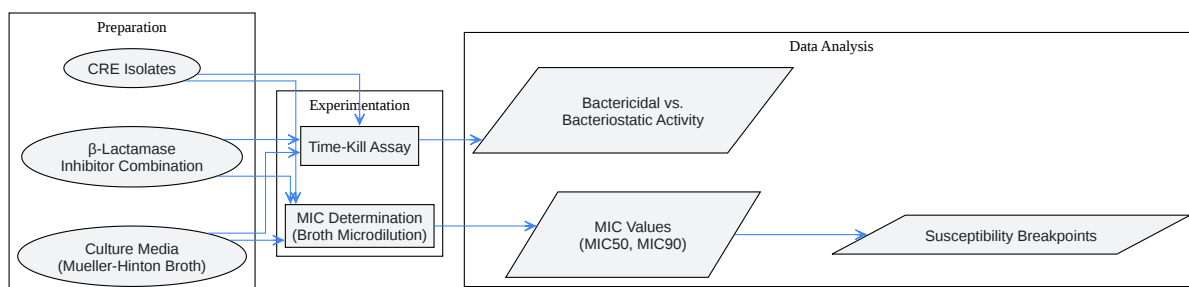 Preparation
CRE Isolates
β-Lactamase
Inhibitor Combination
Culture Media
(Mueller-Hinton Broth)
Experimentation
Time-Kill Assay
MIC Determination
(Broth Microdilution)
Data Analysis
Bactericidal vs.
Bacteriostatic Activity
MIC Values
(MIC50, MIC90)
Susceptibility Breakpoints